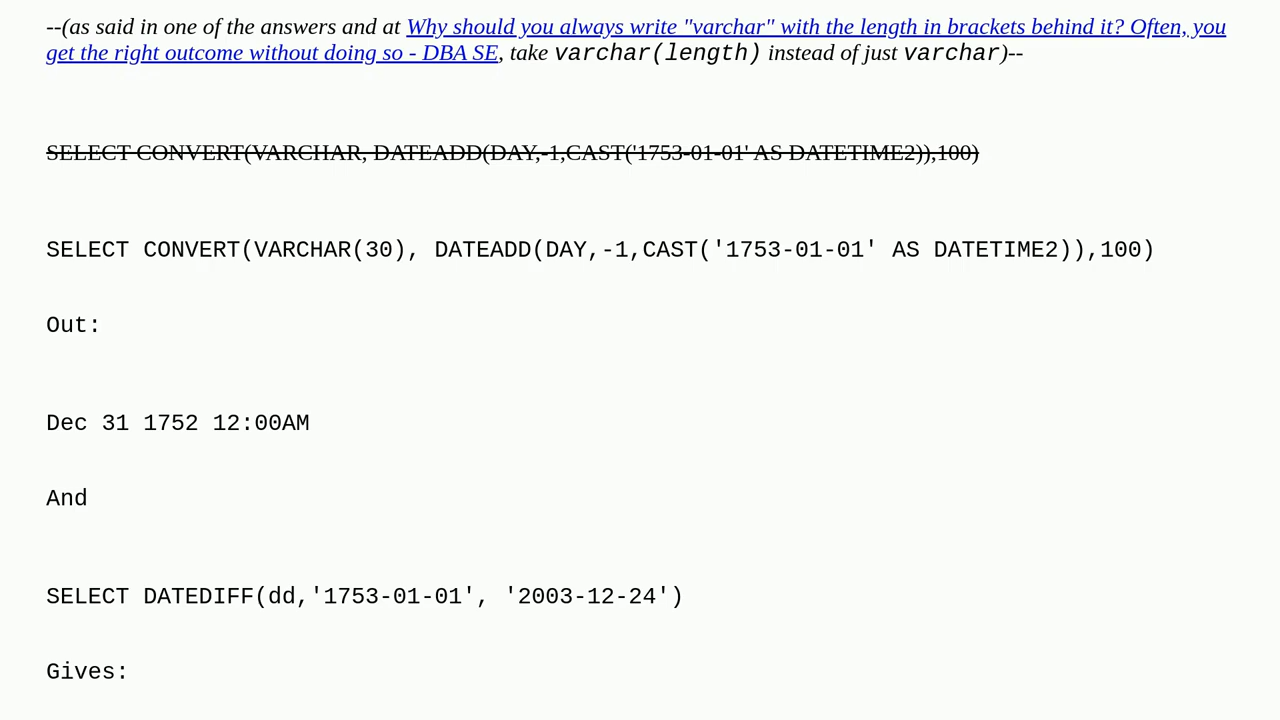 --(as said in one of the answers and at Why should you always write "varchar" with the length in brackets behind it? Often, you
get the right outcome without doing so - DBA SE, take varchar(length) instead of just varchar)--
SELECT CONVERT(VARCHAR, DATEADD(DAY,-1,CAST('1753-01-01' AS DATETIME2)),100)
SELECT CONVERT(VARCHAR(30), DATEADD(DAY,-1,CAST('1753-01-01' AS DATETIME2)),100)
Out:
Dec 31 1752 12:00AM
And
SELECT DATEDIFF(dd,'1753-01-01', '2003-12-24')
Gives: